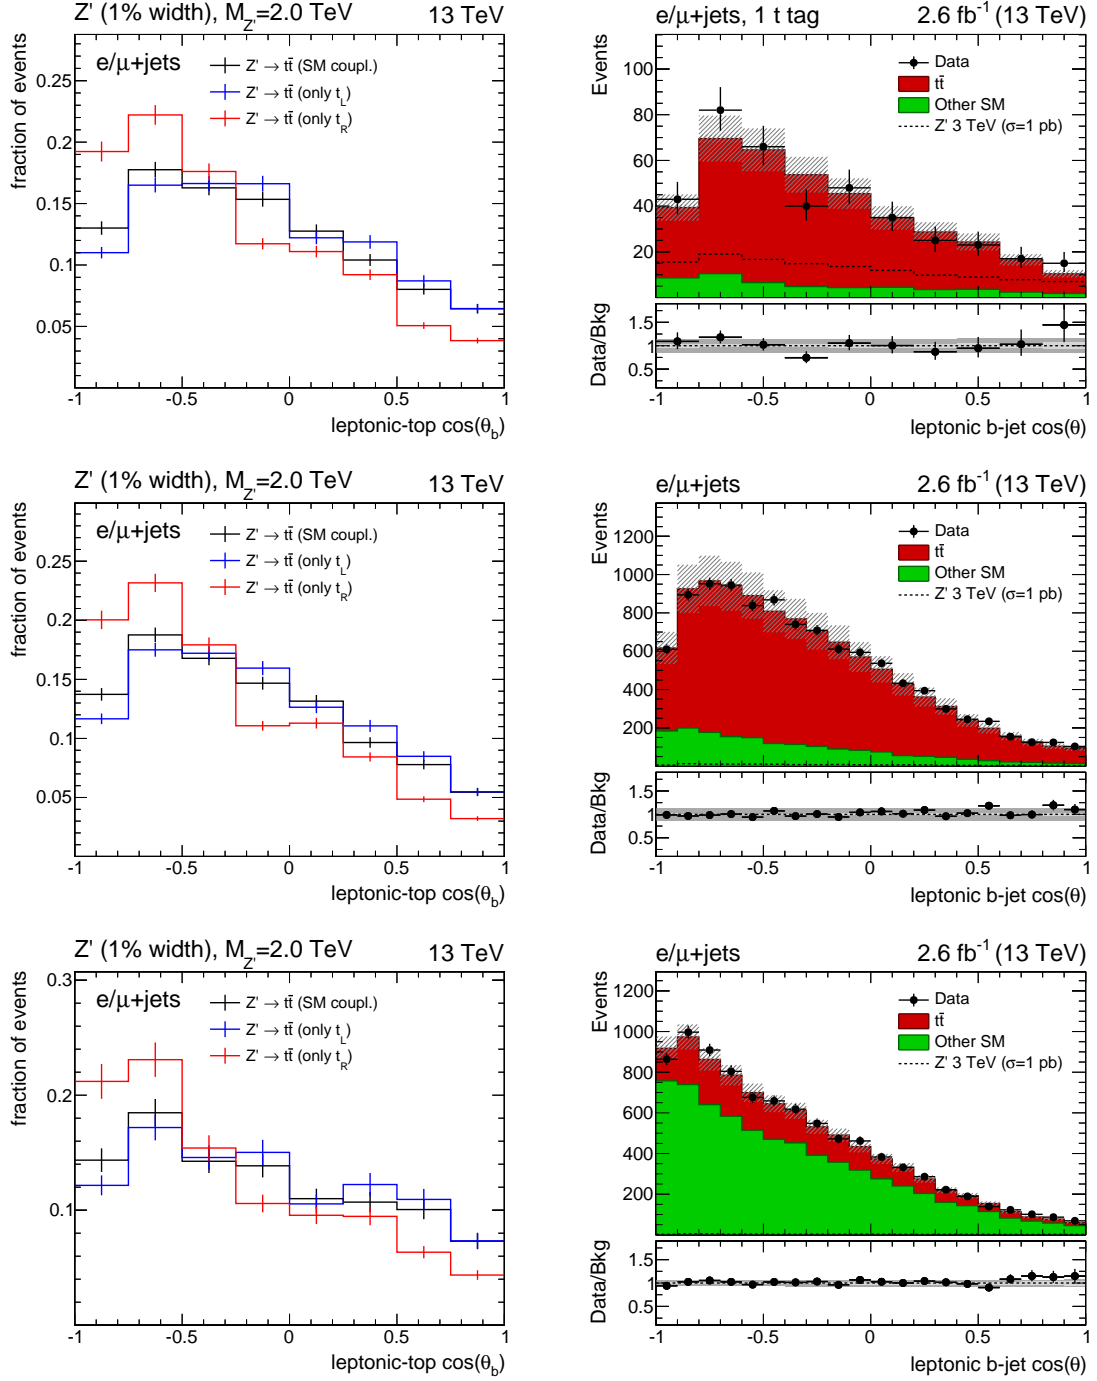 Z' (1% width), M_Z'=2.0 TeV 13 TeV
e/μ+jets
Z' → tt̄ (SM coupl.)
Z' → tt̄ (only t_L)
Z' → tt̄ (only t_R)
fraction of events
0.25
0.2
0.15
0.1
0.05
-1 -0.5 0 0.5 1
leptonic-top cos(θ_b)
e/μ+jets, 1 t tag 2.6 fb⁻¹ (13 TeV)
Events
100
80
60
40
20
Data
tt̄
Other SM
Z' 3 TeV (σ=1 pb)
Data/Bkg
1.5
1
0.5
-1 -0.5 0 0.5 1
leptonic b-jet cos(θ)
Z' (1% width), M_Z'=2.0 TeV 13 TeV
e/μ+jets
Z' → tt̄ (SM coupl.)
Z' → tt̄ (only t_L)
Z' → tt̄ (only t_R)
fraction of events
0.25
0.2
0.15
0.1
0.05
-1 -0.5 0 0.5 1
leptonic-top cos(θ_b)
e/μ+jets 2.6 fb⁻¹ (13 TeV)
Events
1200
1000
800
600
400
200
Data
tt̄
Other SM
Z' 3 TeV (σ=1 pb)
Data/Bkg
1.5
1
0.5
-1 -0.5 0 0.5 1
leptonic b-jet cos(θ)
Z' (1% width), M_Z'=2.0 TeV 13 TeV
e/μ+jets
Z' → tt̄ (SM coupl.)
Z' → tt̄ (only t_L)
Z' → tt̄ (only t_R)
fraction of events
0.3
0.2
0.1
-1 -0.5 0 0.5 1
leptonic-top cos(θ_b)
e/μ+jets 2.6 fb⁻¹ (13 TeV)
Events
1200
1000
800
600
400
200
Data
tt̄
Other SM
Z' 3 TeV (σ=1 pb)
Data/Bkg
1.5
1
0.5
-1 -0.5 0 0.5 1
leptonic b-jet cos(θ)